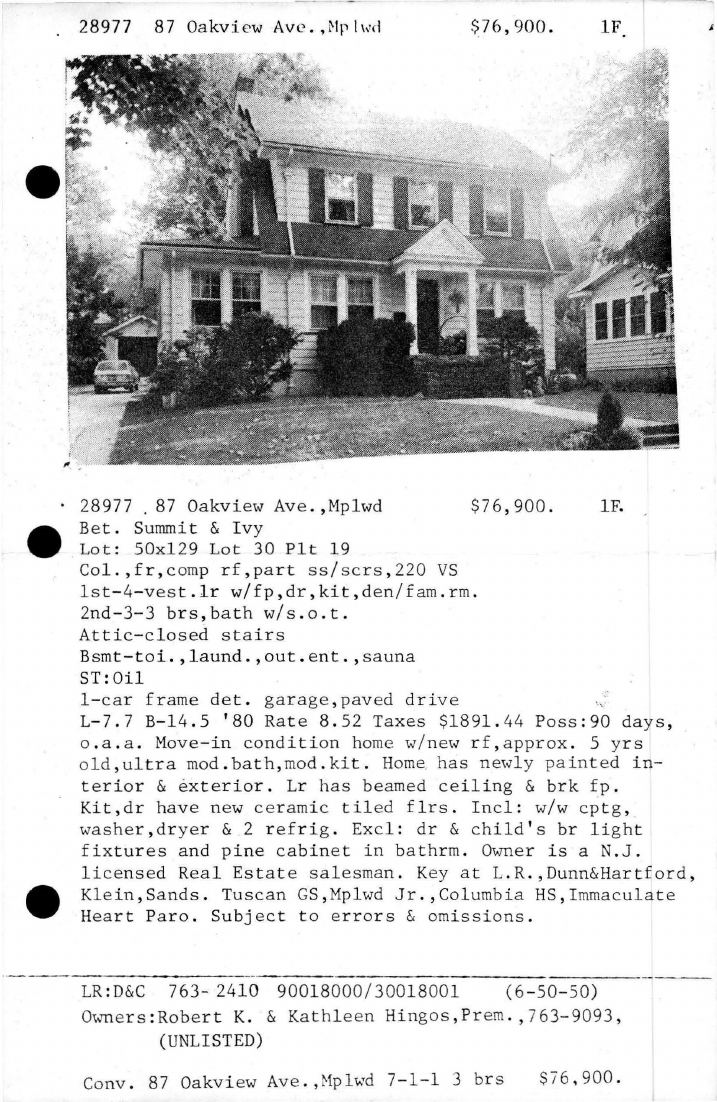 28977 87 Oakview Ave.,Mplwd $76,900. 1F.
28977 87 Oakview Ave.,Mplwd $76,900. 1F.
Bet. Summit & Ivy
Lot: 50x129 Lot 30 Plt 19
Col.,fr,comp rf,part ss/scrs,220 VS
1st-4-vest.lr w/fp,dr,kit,den/fam.rm.
2nd-3-3 brs,bath w/s.o.t.
Attic-closed stairs
Bsmt-toi.,laund.,out.ent.,sauna
ST:Oil
1-car frame det. garage,paved drive
L-7.7 B-14.5 '80 Rate 8.52 Taxes $1891.44 Poss:90 days,
o.a.a. Move-in condition home w/new rf,approx. 5 yrs
old,ultra mod.bath,mod.kit. Home has newly painted in-
terior & exterior. Lr has beamed ceiling & brk fp.
Kit,dr have new ceramic tiled flrs. Incl: w/w cptg,
washer,dryer & 2 refrig. Excl: dr & child's br light
fixtures and pine cabinet in bathrm. Owner is a N.J.
licensed Real Estate salesman. Key at L.R.,Dunn&Hartford,
Klein,Sands. Tuscan GS,Mplwd Jr.,Columbia HS,Immaculate
Heart Paro. Subject to errors & omissions.
LR:D&C 763-2410 90018000/30018001 (6-50-50)
Owners:Robert K. & Kathleen Hingos,Prem.,763-9093,
(UNLISTED)
Conv. 87 Oakview Ave.,Mplwd 7-1-1 3 brs $76,900.